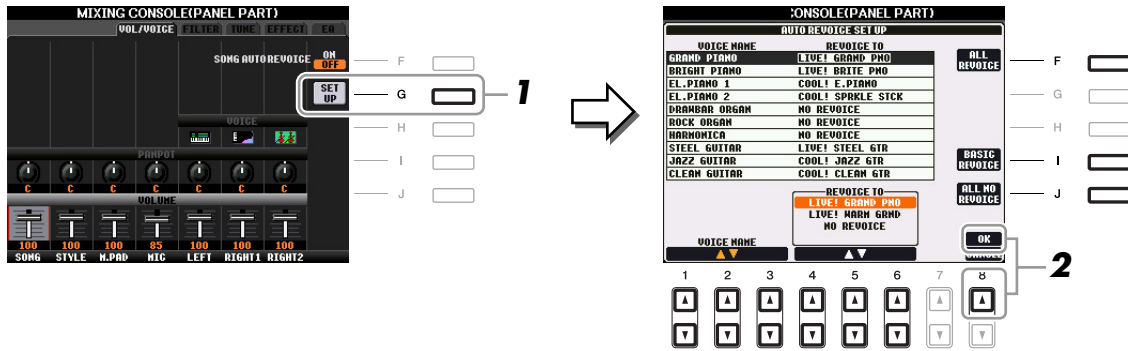 MIXING CONSOLE(PANEL PART)
VOL/VOICE FILTER TUNE EFFECT EQ
SONG AUTO REVOICE ON OFF
SET UP
VOICE
PANPOT
C C C C C C C
VOLUME
100 100 100 85 100 100 100
SONG STYLE M.PAD MIC LEFT RIGHT1 RIGHT2
F
G
H
I
J
1
CONSOLE(PANEL PART)
AUTO REVOICE SET UP
VOICE NAME REVOICE TO
GRAND PIANO LIVE! GRAND PNO
BRIGHT PIANO LIVE! BRITE PNO
EL.PIANO 1 COOL! E.PIANO
EL.PIANO 2 COOL! SPRKLE STCK
DRAWBAR ORGAN NO REVOICE
ROCK ORGAN NO REVOICE
HARMONICA NO REVOICE
STEEL GUITAR LIVE! STEEL GTR
JAZZ GUITAR COOL! JAZZ GTR
CLEAN GUITAR COOL! CLEAN GTR
ALL REVOICE
BASIC REVOICE
ALL NO REVOICE
REVOICE TO
LIVE! GRAND PNO
LIVE! WARM GRND
NO REVOICE
VOICE NAME
OK
F
G
H
I
J
1 2 3 4 5 6 7 8
2